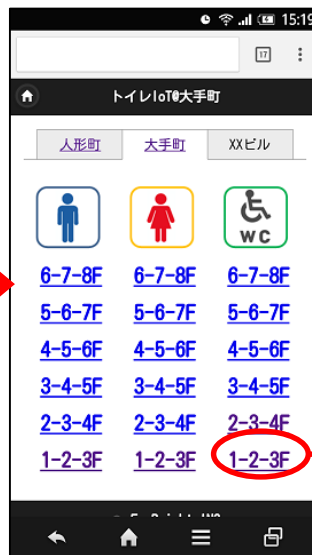 15:19
17
トイレIoT@大手町
人形町 大手町 XXビル
WC
6-7-8F 6-7-8F 6-7-8F
5-6-7F 5-6-7F 5-6-7F
4-5-6F 4-5-6F 4-5-6F
3-4-5F 3-4-5F 3-4-5F
2-3-4F 2-3-4F 2-3-4F
1-2-3F 1-2-3F 1-2-3F